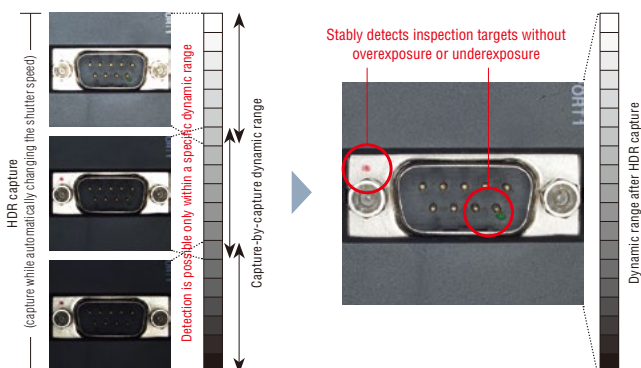 HDR capture
(capture while automatically changing the shutter speed)
Detection is possible only within a specific dynamic range
Capture-by-capture dynamic range
Stably detects inspection targets without
overexposure or underexposure
ORT1
Dynamic range after HDR capture